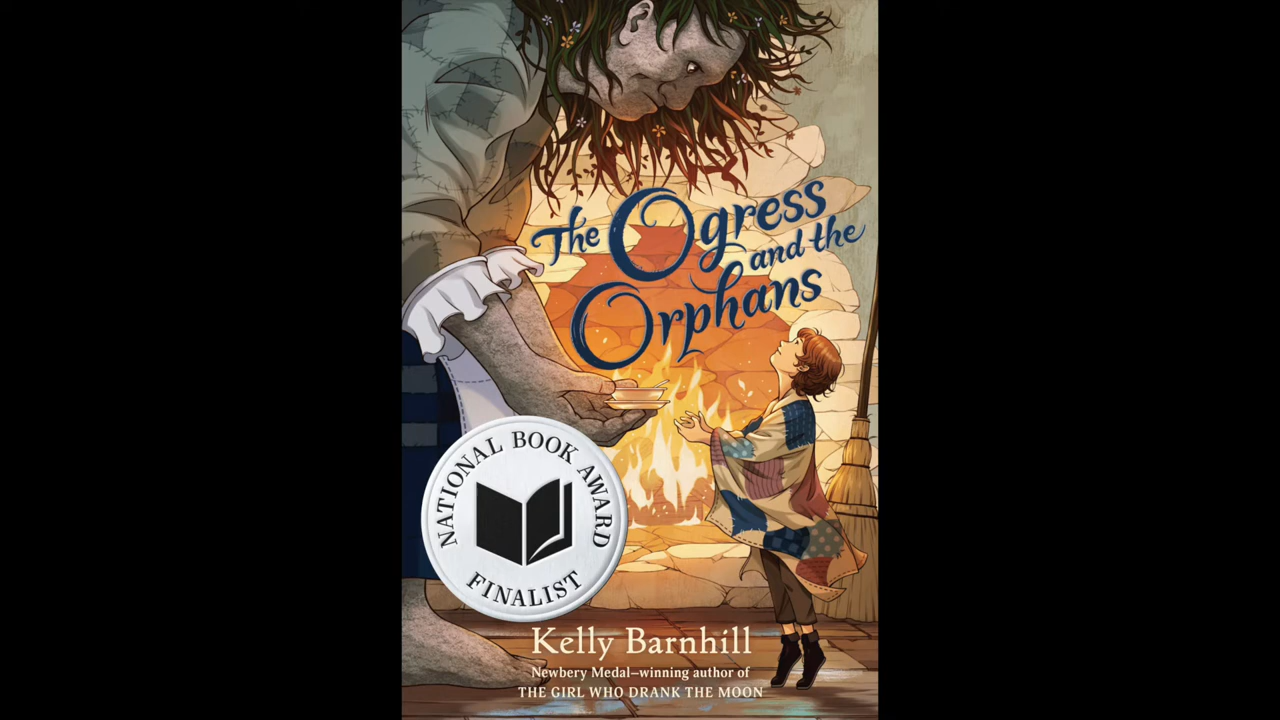 The Ogress
and the
Orphans
NATIONAL BOOK AWARD
FINALIST
Kelly Barnhill
Newbery Medal–winning author of
THE GIRL WHO DRANK THE MOON